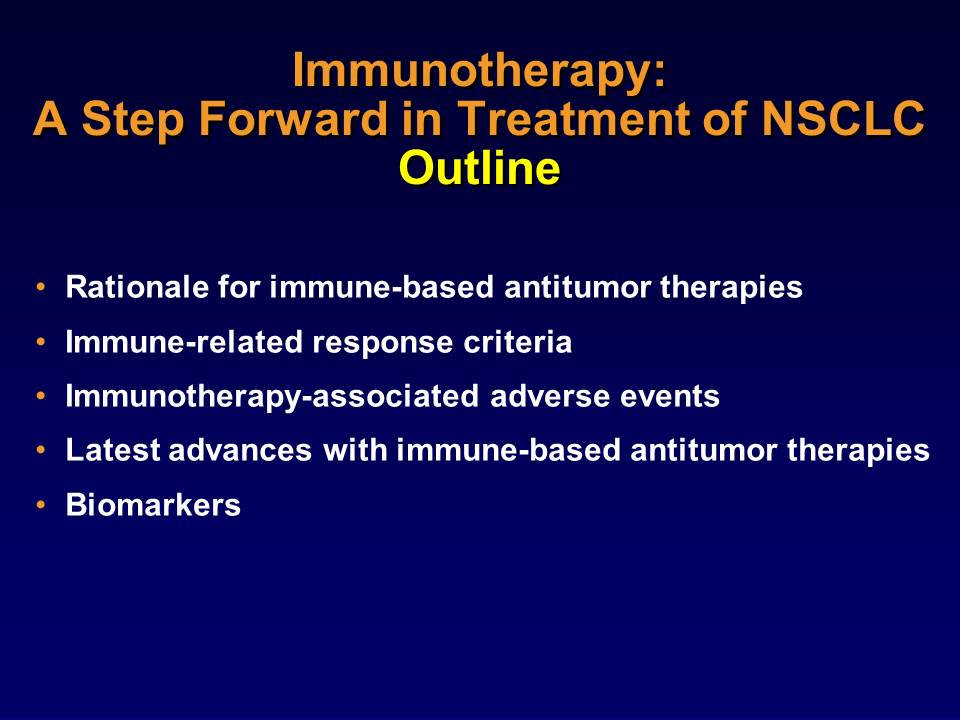 Immunotherapy:
A Step Forward in Treatment of NSCLC
Outline
• Rationale for immune-based antitumor therapies
• Immune-related response criteria
• Immunotherapy-associated adverse events
• Latest advances with immune-based antitumor therapies
• Biomarkers